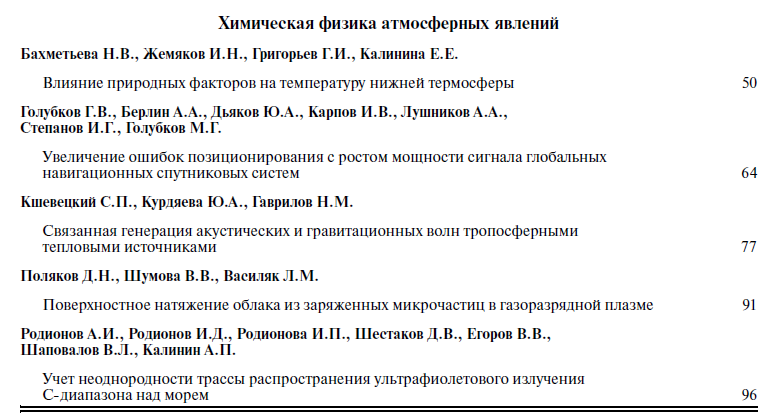 Химическая физика атмосферных явлений
Бахметьева Н.В., Жемяков И.Н., Григорьев Г.И., Калинина Е.Е.
Влияние природных факторов на температуру нижней термосферы 50
Голубков Г.В., Берлин А.А., Дьяков Ю.А., Карпов И.В., Лушников А.А.,
Степанов И.Г., Голубков М.Г.
Увеличение ошибок позиционирования с ростом мощности сигнала глобальных
навигационных спутниковых систем 64
Кшевецкий С.П., Курдяева Ю.А., Гаврилов Н.М.
Связанная генерация акустических и гравитационных волн тропосферными
тепловыми источниками 77
Поляков Д.Н., Шумова В.В., Василяк Л.М.
Поверхностное натяжение облака из заряженных микрочастиц в газоразрядной плазме 91
Родионов А.И., Родионов И.Д., Родионова И.П., Шестаков Д.В., Егоров В.В.,
Шаповалов В.Л., Калинин А.П.
Учет неоднородности трассы распространения ультрафиолетового излучения
С-диапазона над морем 96